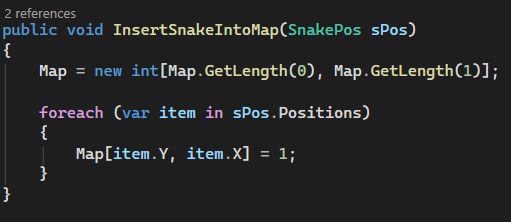 2 references
public void InsertSnakeIntoMap(SnakePos sPos)
{
    Map = new int[Map.GetLength(0), Map.GetLength(1)];

    foreach (var item in sPos.Positions)
    {
        Map[item.Y, item.X] = 1;
    }
}